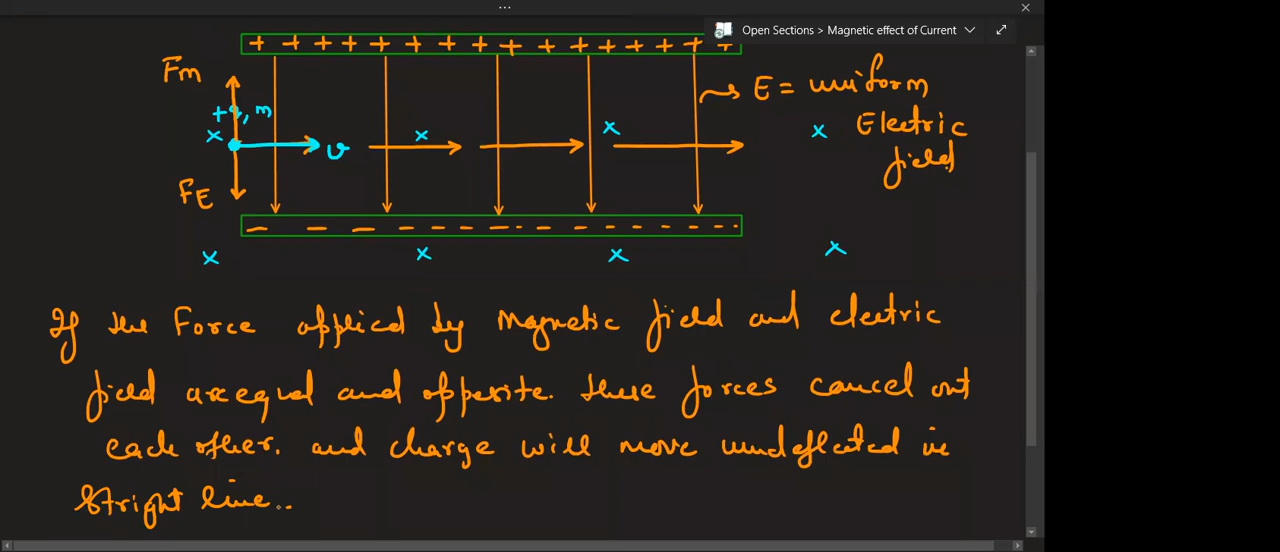 Open Sections > Magnetic effect of Current
+ + + + + + + + + + + + + + +
Fm
E = uniform
Electric
field
+q, m
x x x x
v
FE
- - - - - - - - - - - - - - -
x x x x
If the Force applied by Magnetic field and electric
field are equal and opposite. these forces cancel out
each other. and charge will move undeflected in
Stright line..